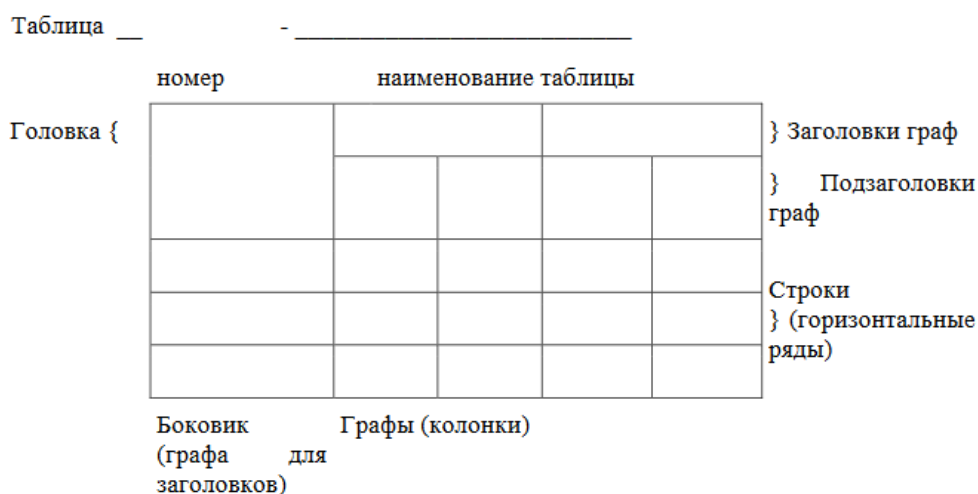 Таблица __ - __________________________
номер наименование таблицы
Головка {
} Заголовки граф
} Подзаголовки
граф
Строки
} (горизонтальные
ряды)
Боковик Графы (колонки)
(графа для
заголовков)